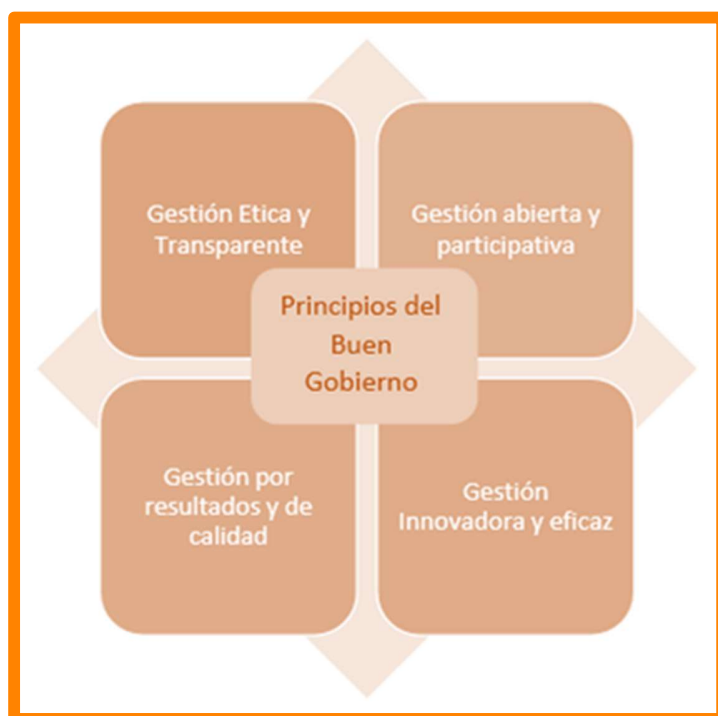 Gestión Etica y
Transparente
Gestión abierta y
participativa
Principios del
Buen
Gobierno
Gestión por
resultados y de
calidad
Gestión
Innovadora y eficaz